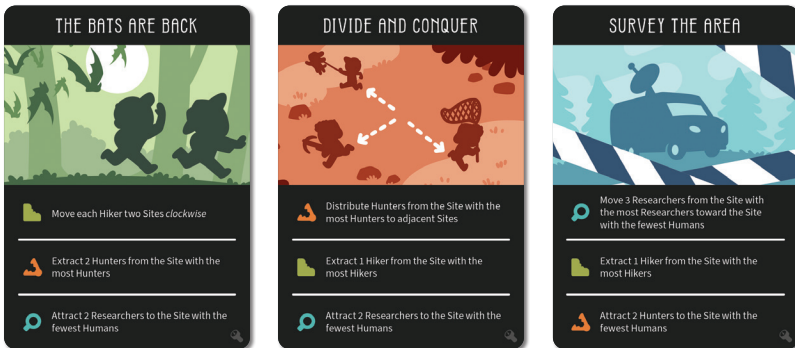 THE BATS ARE BACK
Move each Hiker two Sites clockwise
Extract 2 Hunters from the Site with the
most Hunters
Attract 2 Researchers to the Site with the
fewest Humans
DIVIDE AND CONQUER
Distribute Hunters from the Site with the
most Hunters to adjacent Sites
Extract 1 Hiker from the Site with the
most Hikers
Attract 2 Researchers to the Site with the
fewest Humans
SURVEY THE AREA
Move 3 Researchers from the Site with
the most Researchers toward the Site
with the fewest Humans
Extract 1 Hiker from the Site with the
most Hikers
Attract 2 Hunters to the Site with the
fewest Humans